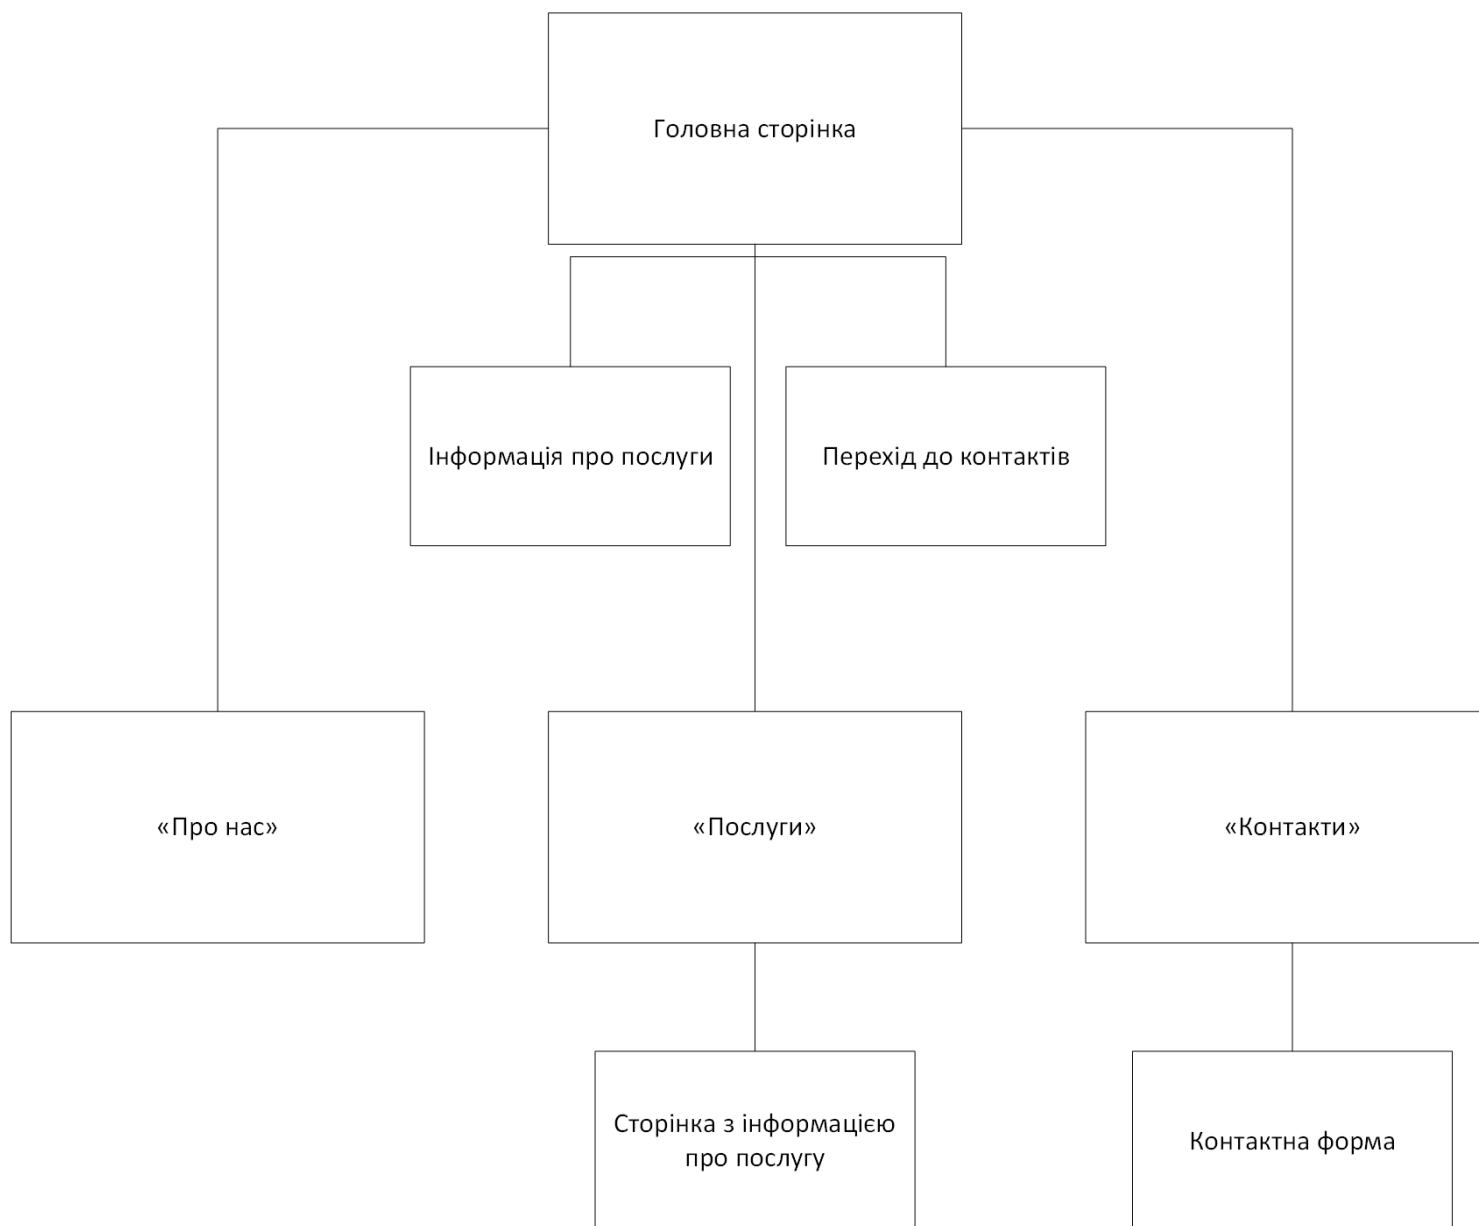 Головна сторінка
Інформація про послуги
Перехід до контактів
«Про нас»
«Послуги»
«Контакти»
Сторінка з інформацією
про послугу
Контактна форма